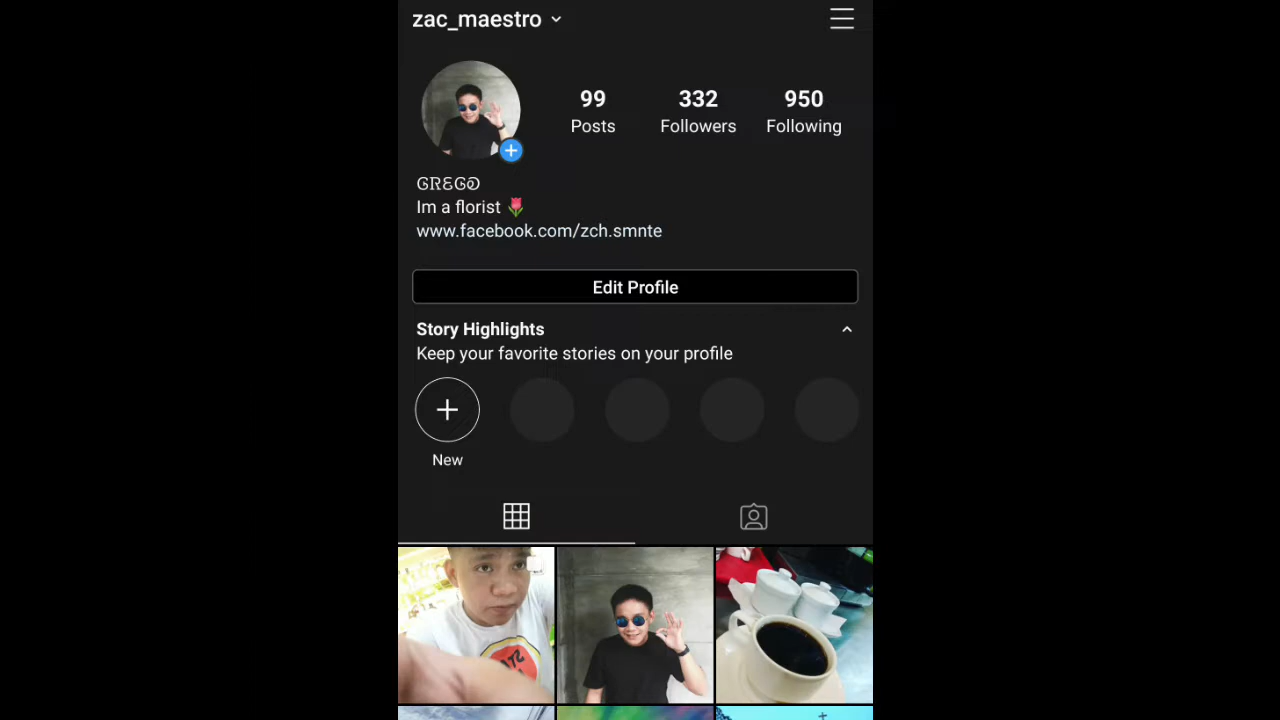 zac_maestro
99 332 950
Posts Followers Following
ᏀᏒᏋᎶᎧ
Im a florist 🌷
www.facebook.com/zch.smnte
Edit Profile
Story Highlights
Keep your favorite stories on your profile
New